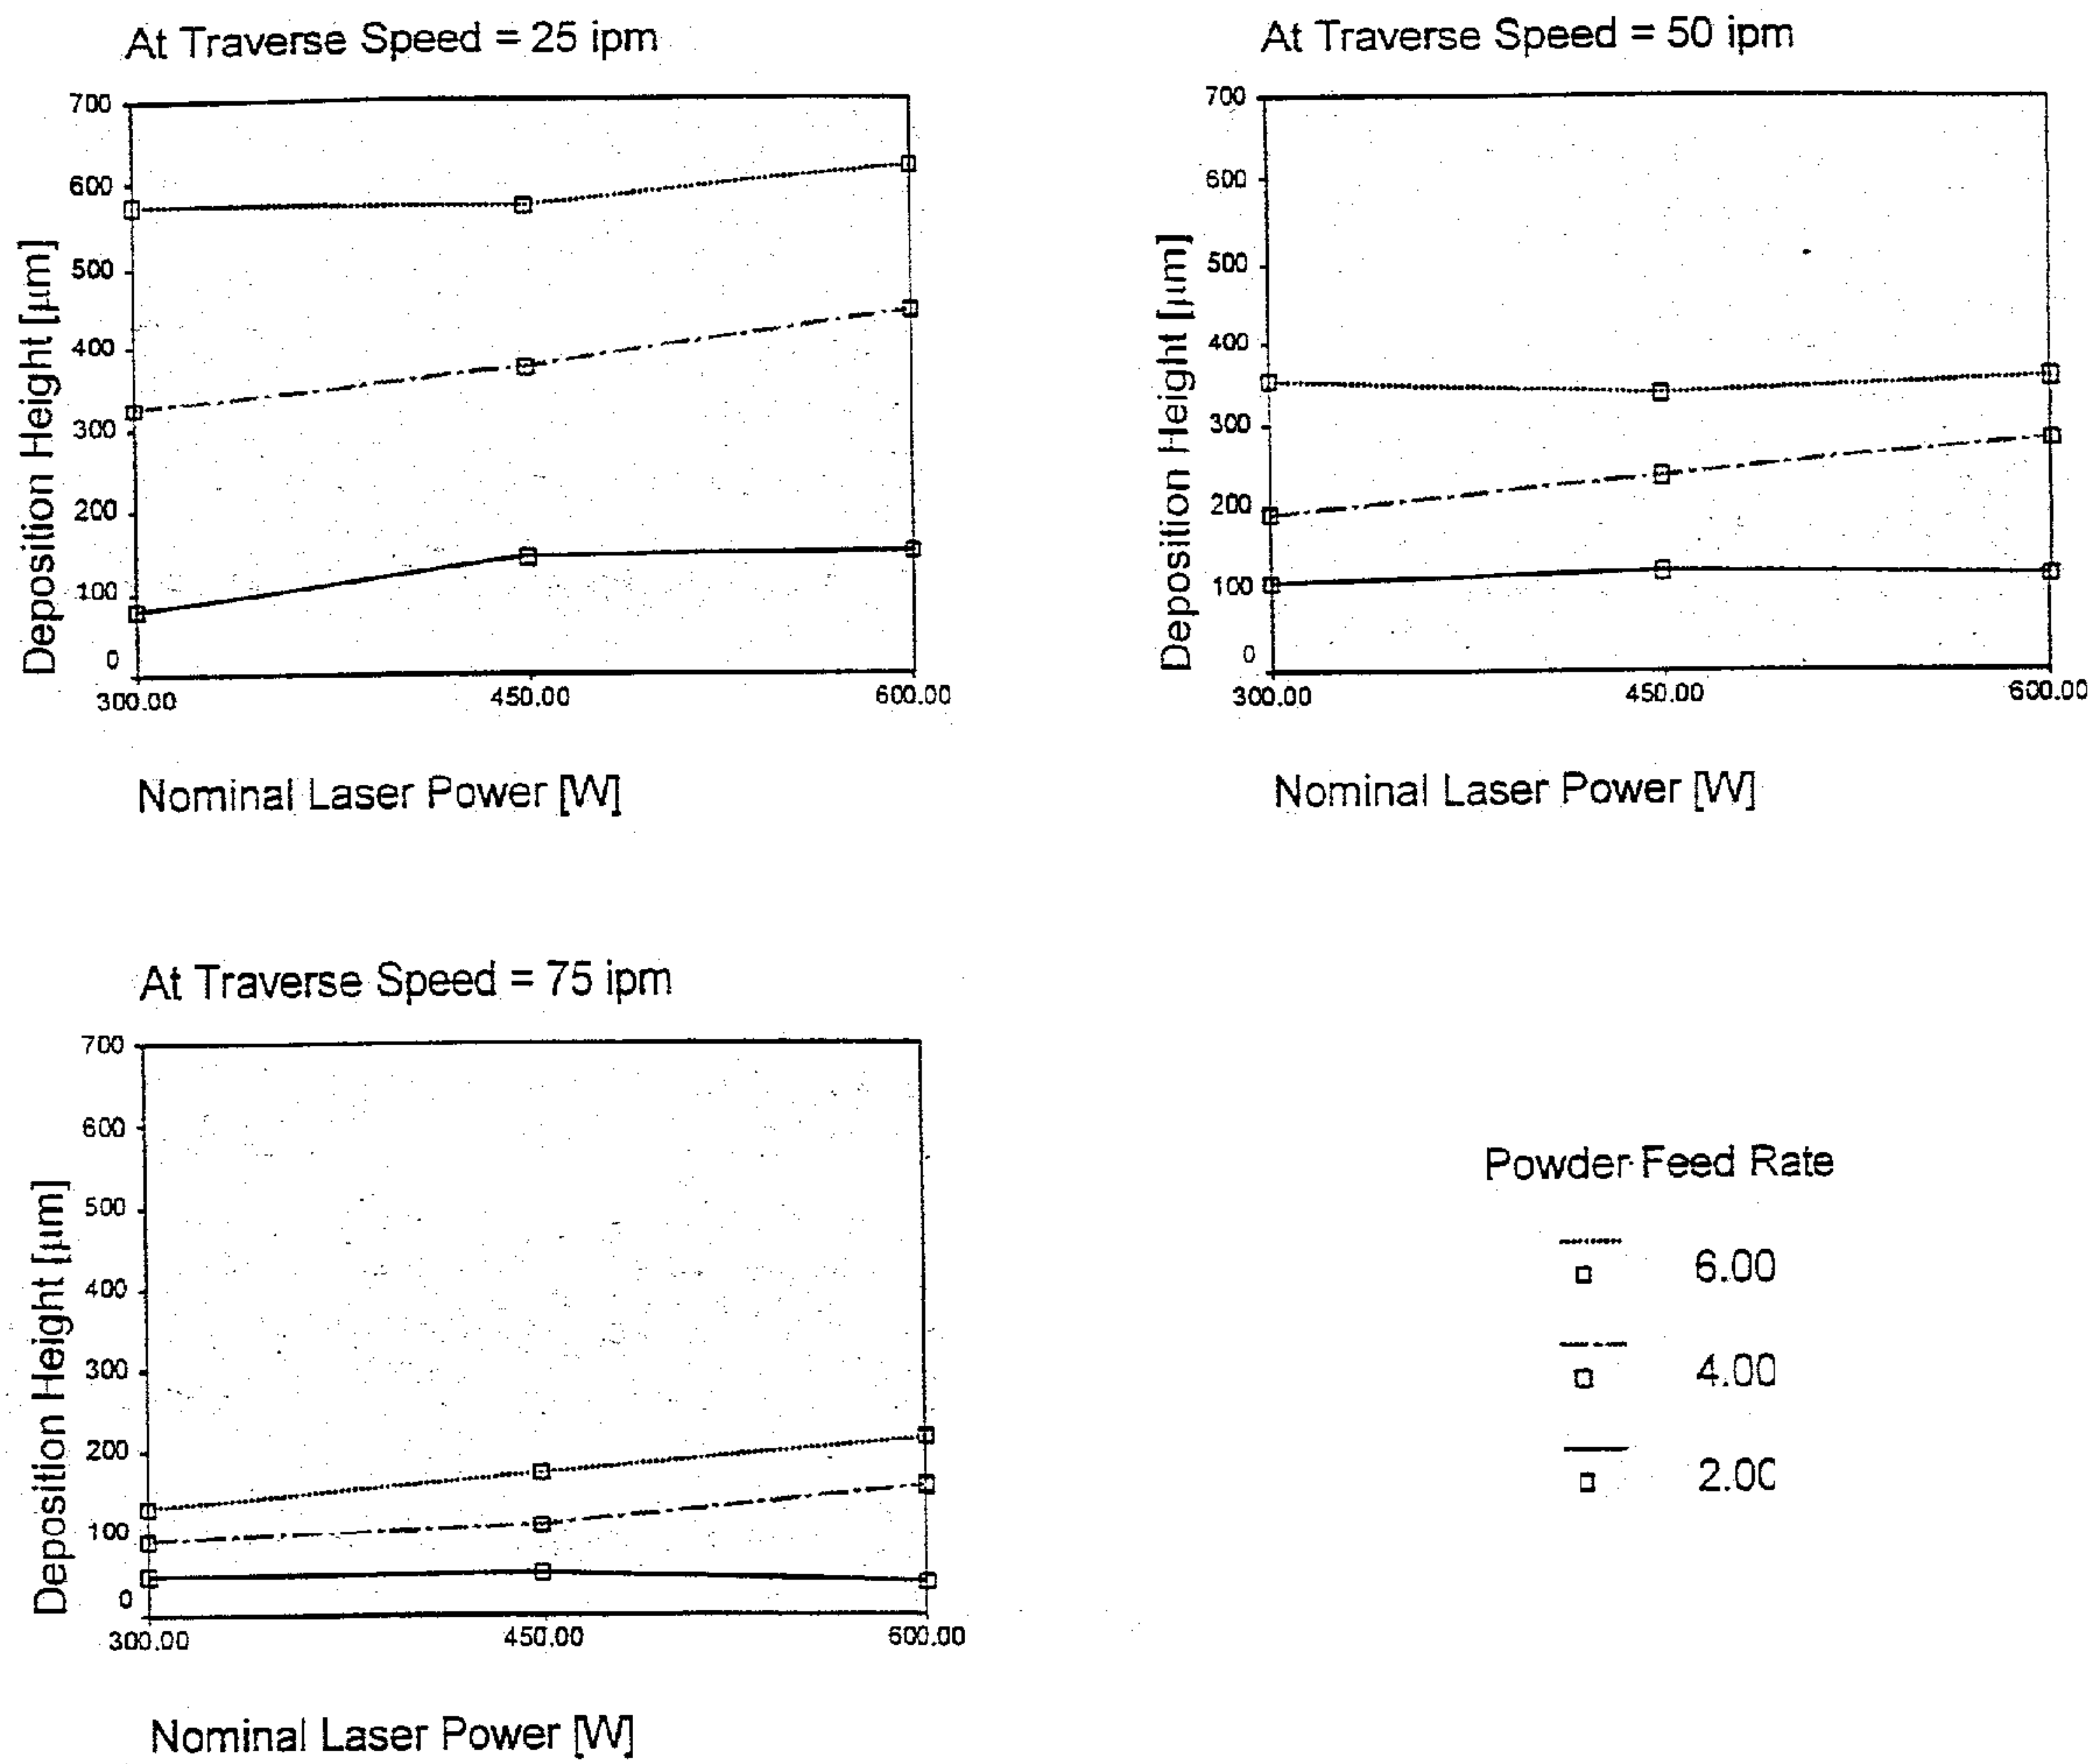 At Traverse Speed = 25 ipm
700
600
500
400
300
200
100
0
Deposition Height [µm]
300.00 450.00 600.00
Nominal Laser Power [W]
At Traverse Speed = 50 ipm
700
600
500
400
300
200
100
0
Deposition Height [µm]
300.00 450.00 600.00
Nominal Laser Power [W]
At Traverse Speed = 75 ipm
700
600
500
400
300
200
100
0
Deposition Height [µm]
300.00 450.00 600.00
Nominal Laser Power [W]
Powder Feed Rate
6.00
4.00
2.00